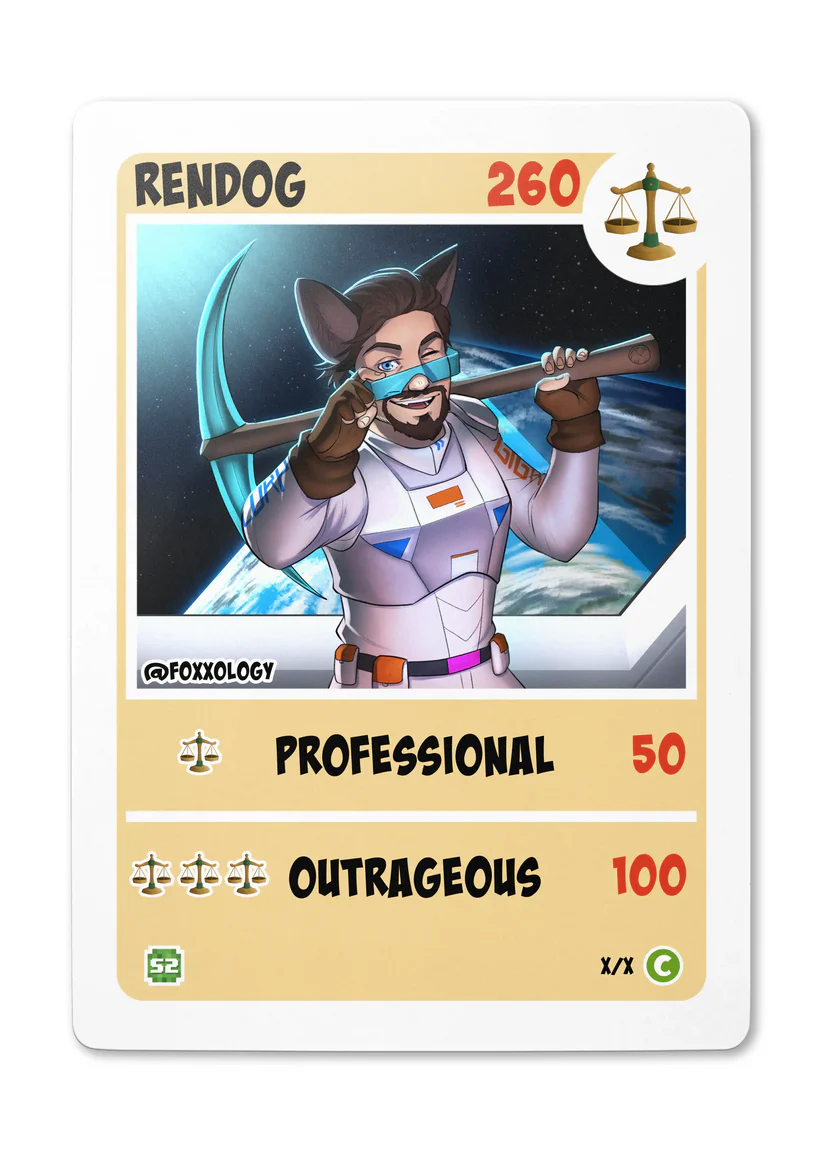 RENDOG 260
@FOXXOLOGY
PROFESSIONAL 50
OUTRAGEOUS 100
S2
X/X C